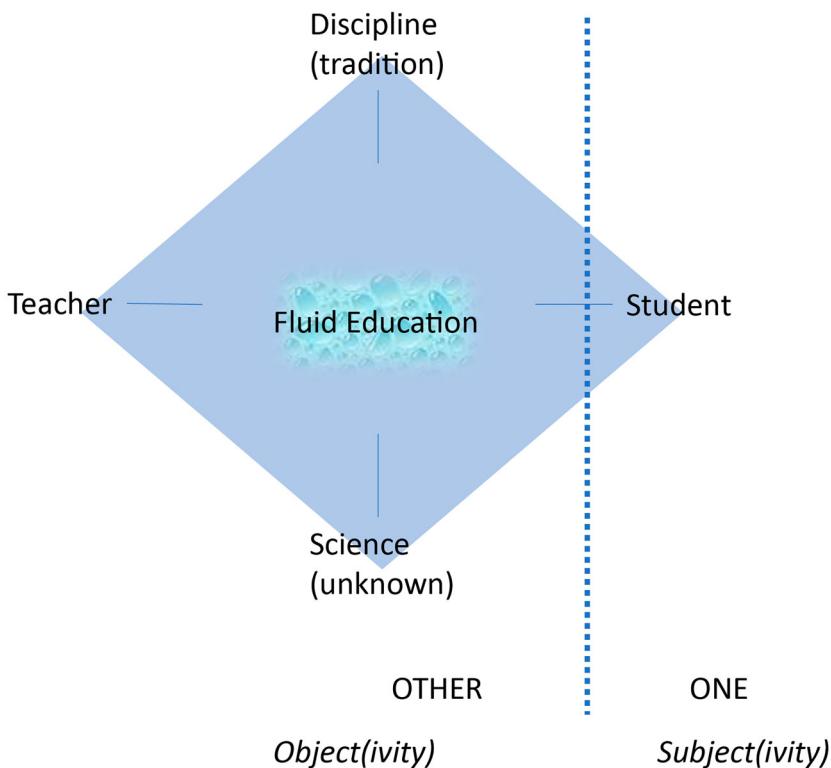 Discipline
(tradition)
Teacher
Fluid Education
Student
Science
(unknown)
OTHER
ONE
Object(ivity)
Subject(ivity)